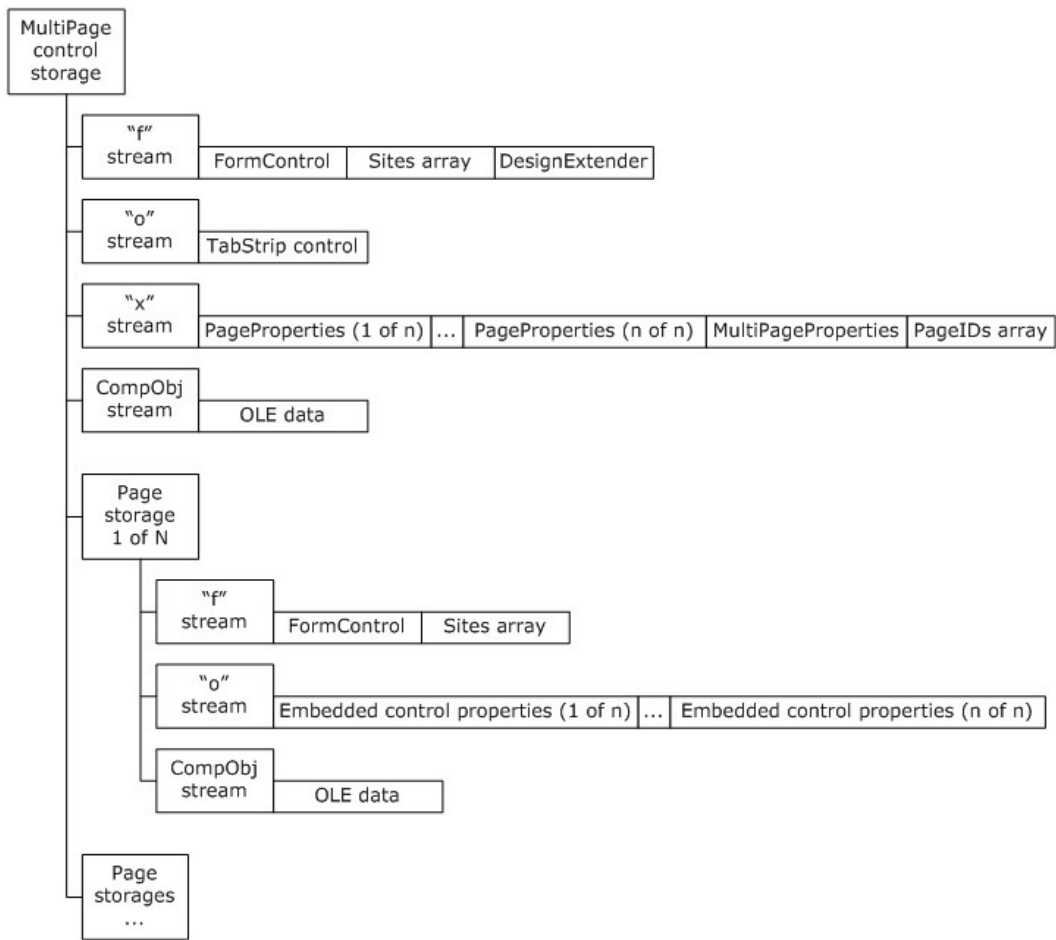 MultiPage
control
storage
“f”
stream
FormControl Sites array DesignExtender
“o”
stream
TabStrip control
“x”
stream
PageProperties (1 of n) ... PageProperties (n of n) MultiPageProperties PageIDs array
CompObj
stream
OLE data
Page
storage
1 of N
“f”
stream
FormControl Sites array
“o”
stream
Embedded control properties (1 of n) ... Embedded control properties (n of n)
CompObj
stream
OLE data
Page
storages
...